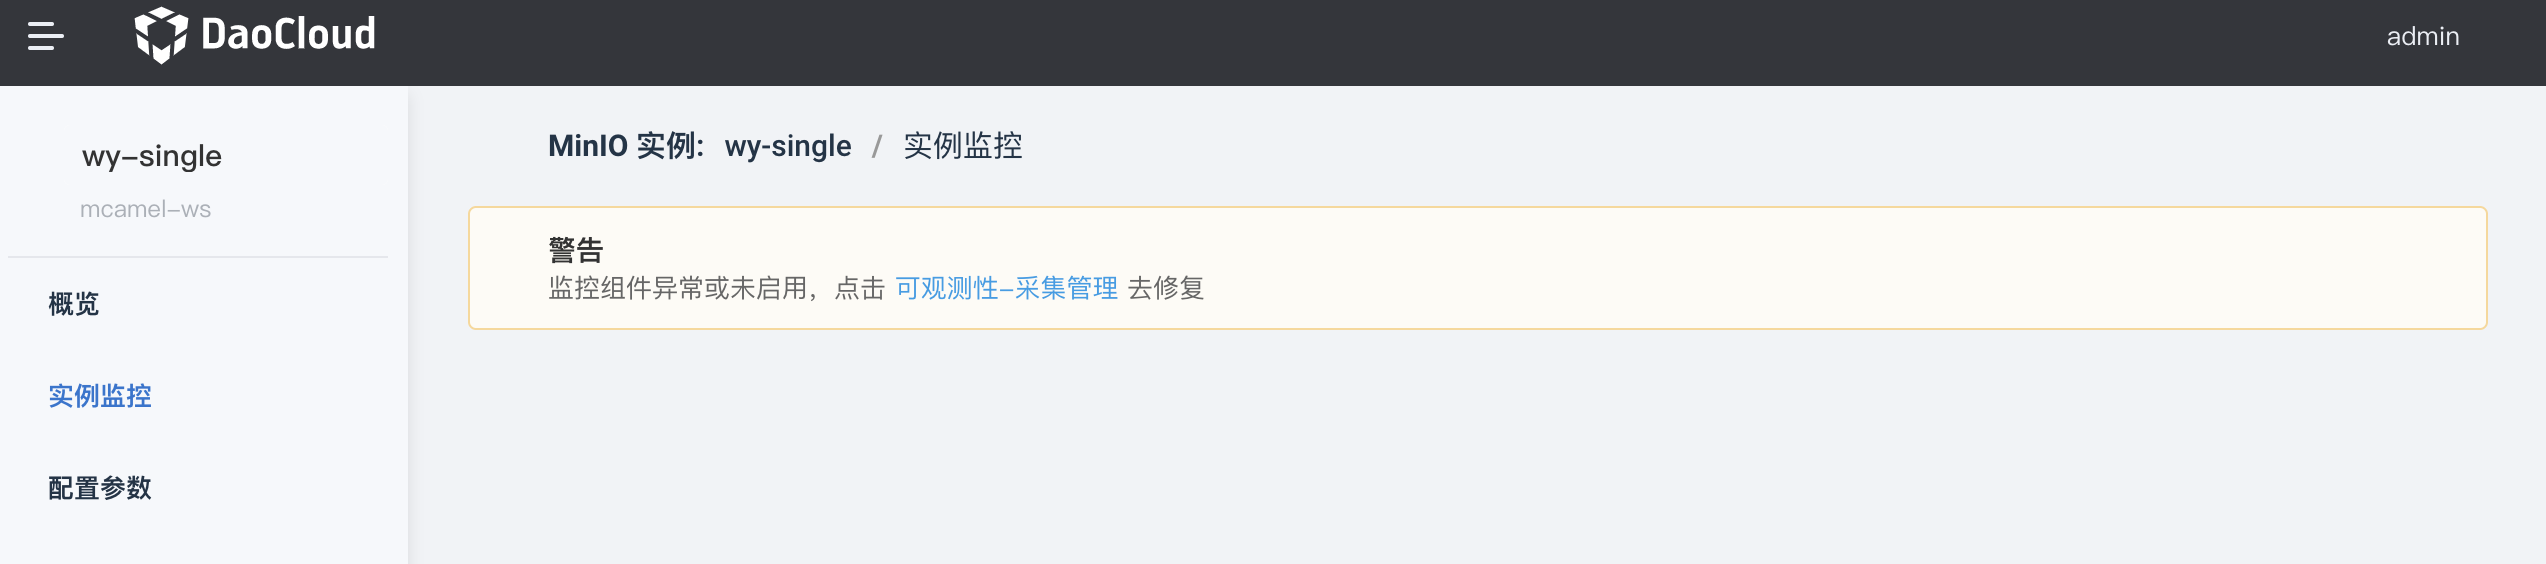 DaoCloud
admin
wy-single
mcamel-ws
概览
实例监控
配置参数
MinIO 实例: wy-single / 实例监控
警告
监控组件异常或未启用，点击 可观测性-采集管理 去修复